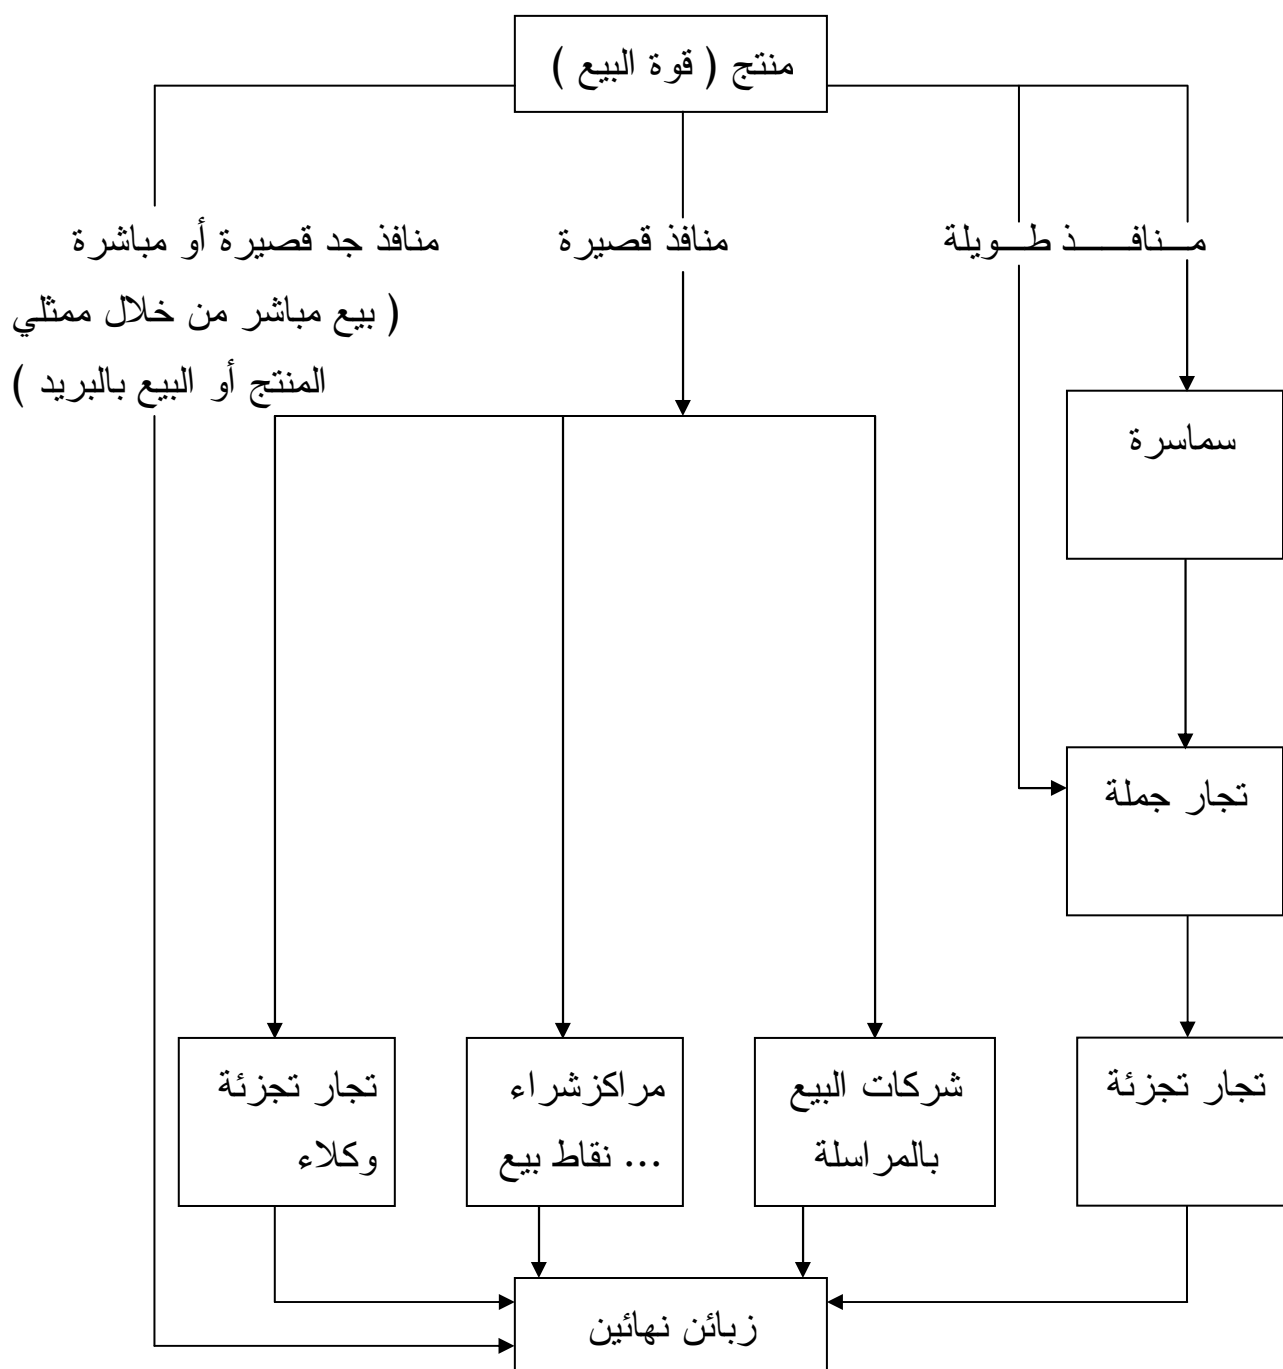 منتج ( قوة البيع )
منافذ طويلة
منافذ قصيرة
منافذ جد قصيرة أو مباشرة
( بيع مباشر من خلال ممثلي
المنتج أو البيع بالبريد )
سماسرة
تجار جملة
تجار تجزئة
شركات البيع
بالمراسلة
مراكزشراء
نقاط بيع ...
تجار تجزئة
وكلاء
زبائن نهائين